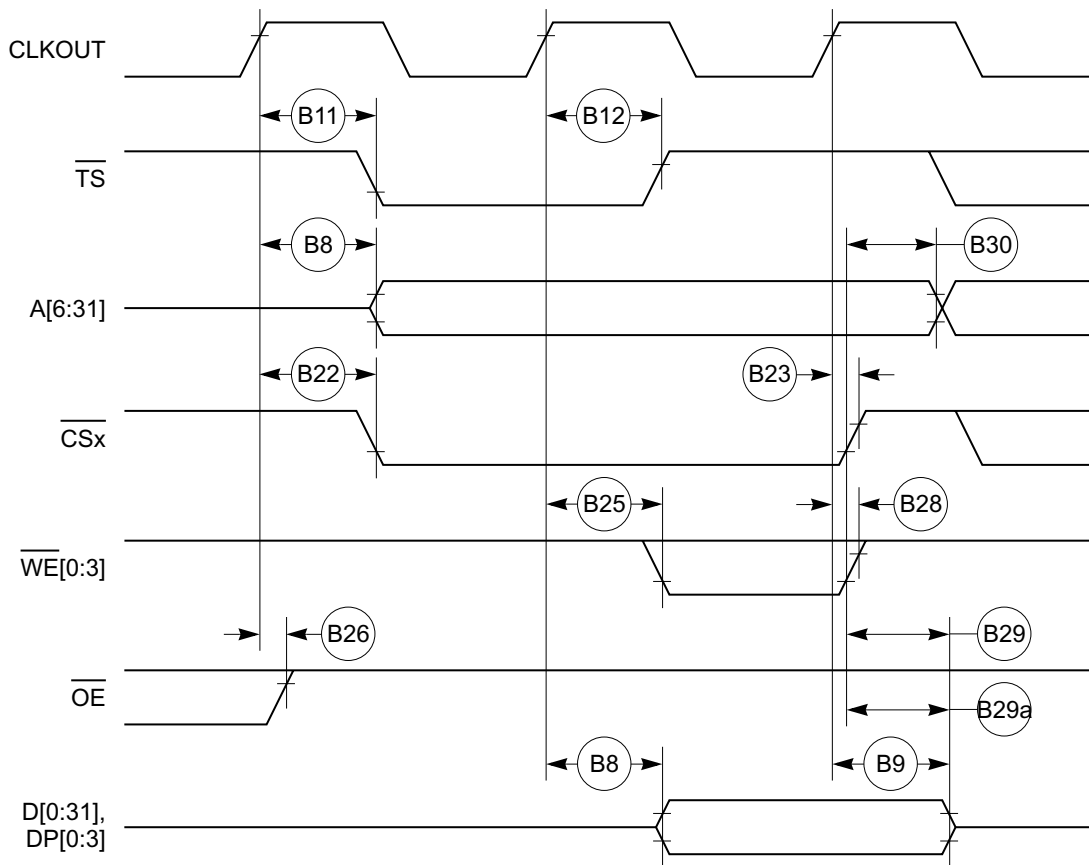 CLKOUT
B11
B12
TS
B8
B30
A[6:31]
B22
B23
CSx
B25
B28
WE[0:3]
B26
B29
OE
B29a
B8
B9
D[0:31],
DP[0:3]